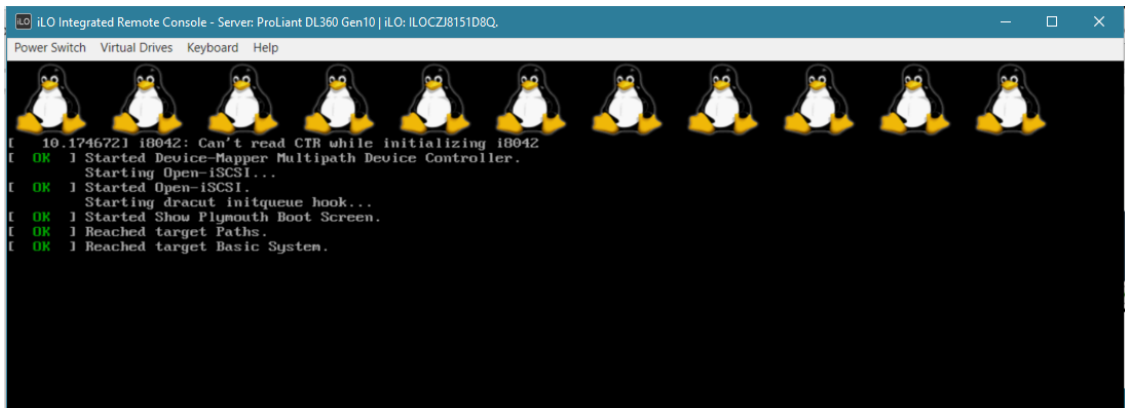 iLO iLO Integrated Remote Console - Server: ProLiant DL360 Gen10 | iLO: ILOCZJ8151D8Q.
Power Switch Virtual Drives Keyboard Help
[ 10.174672] i8042: Can't read CTR while initializing i8042
[ OK ] Started Device-Mapper Multipath Device Controller.
Starting Open-iSCSI...
[ OK ] Started Open-iSCSI.
Starting dracut initqueue hook...
[ OK ] Started Show Plymouth Boot Screen.
[ OK ] Reached target Paths.
[ OK ] Reached target Basic System.